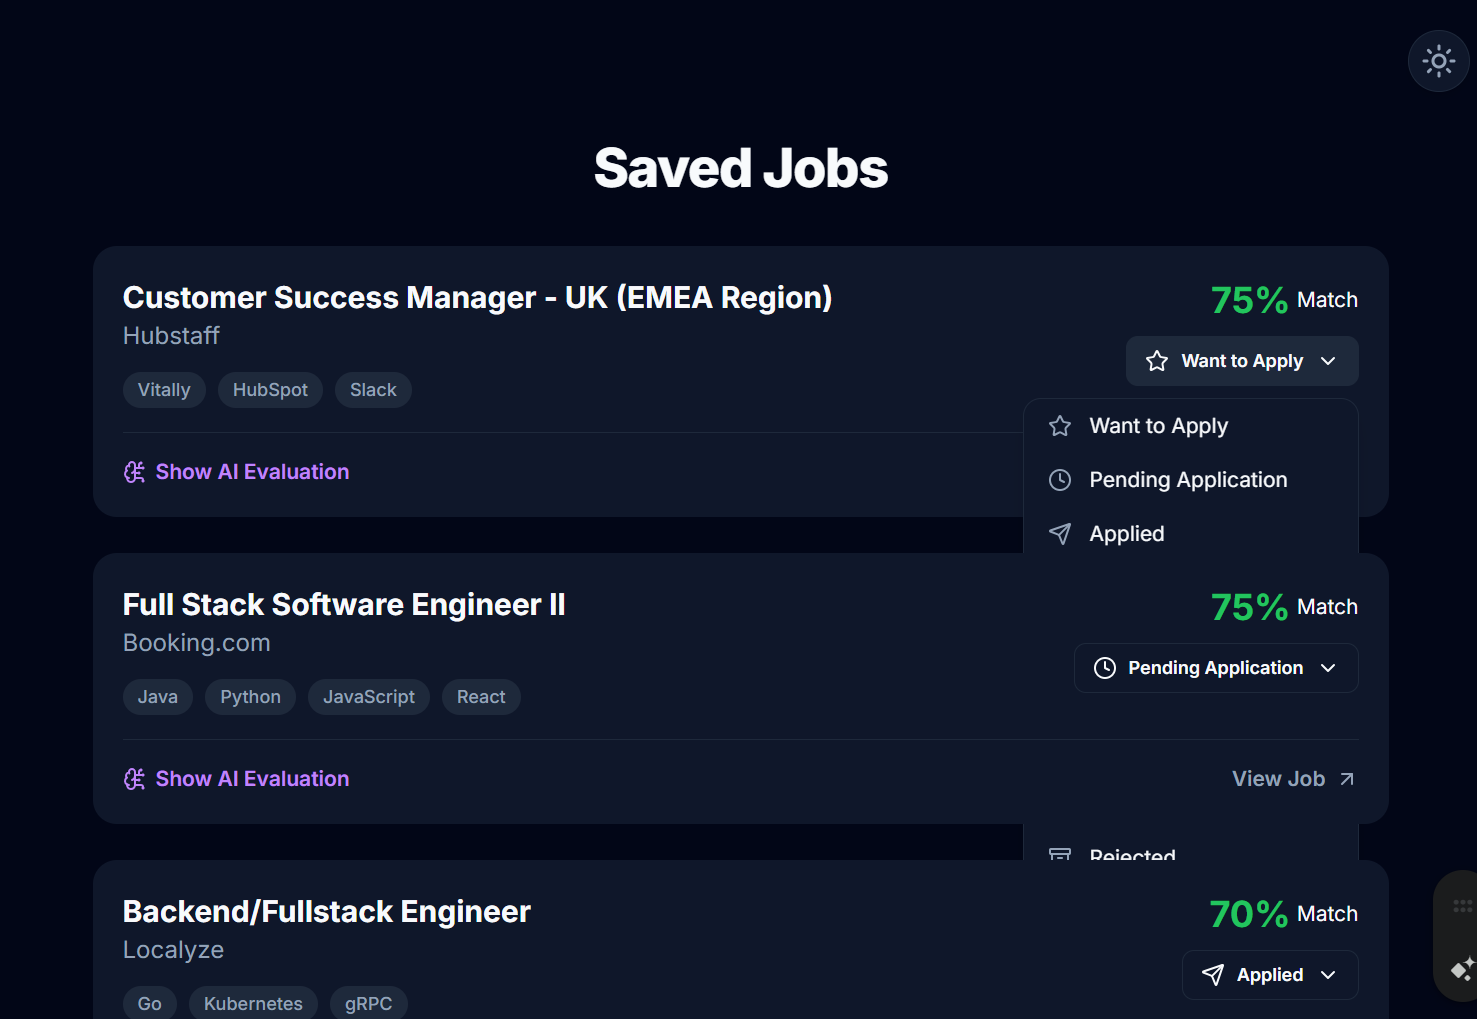 Saved Jobs
Customer Success Manager - UK (EMEA Region)
75% Match
Hubstaff
Want to Apply
Vitally
HubSpot
Slack
Want to Apply
Pending Application
Applied
Show AI Evaluation
Full Stack Software Engineer II
75% Match
Booking.com
Pending Application
Java
Python
JavaScript
React
Show AI Evaluation
View Job
Rejected
Backend/Fullstack Engineer
70% Match
Localyze
Applied
Go
Kubernetes
gRPC